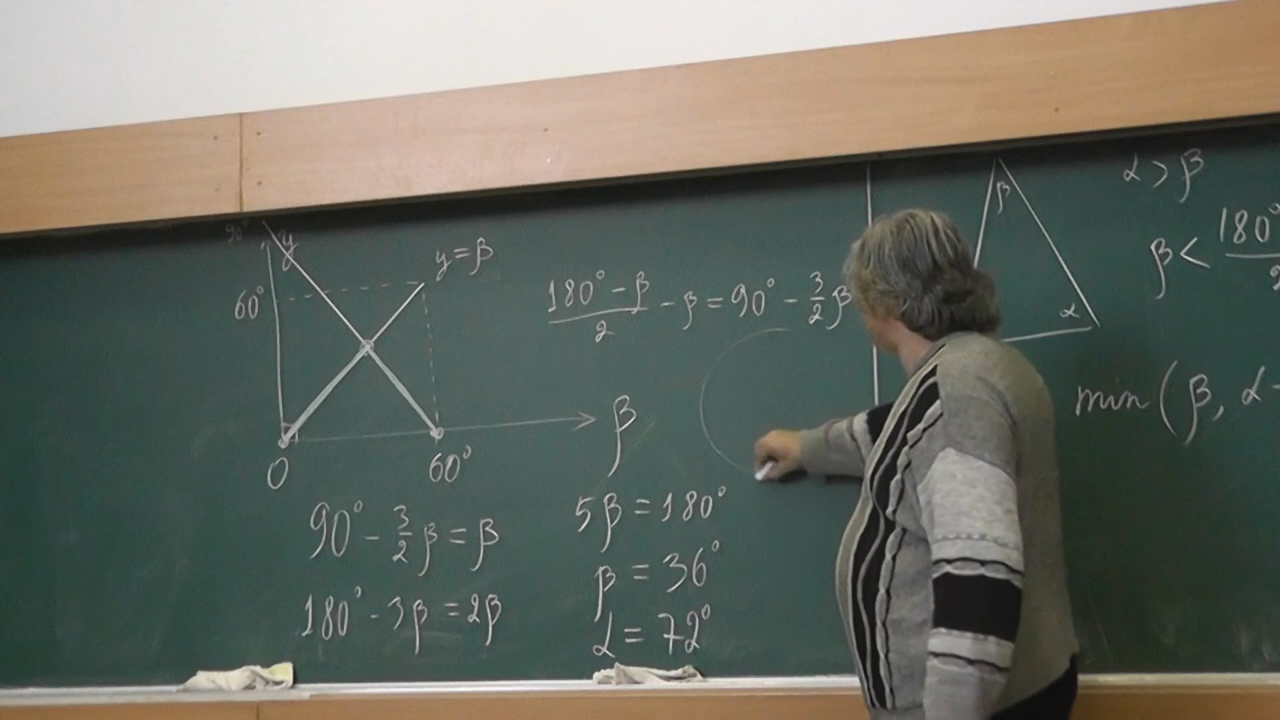 90°
y
y = β
60°
0
60°
β
90° - 3/2 β = β
180° - 3β = 2β
(180° - β)/2 - β = 90° - 3/2 β
5β = 180°
β = 36°
α = 72°
β
α
α > β
β < 180°/2
min (β, α -